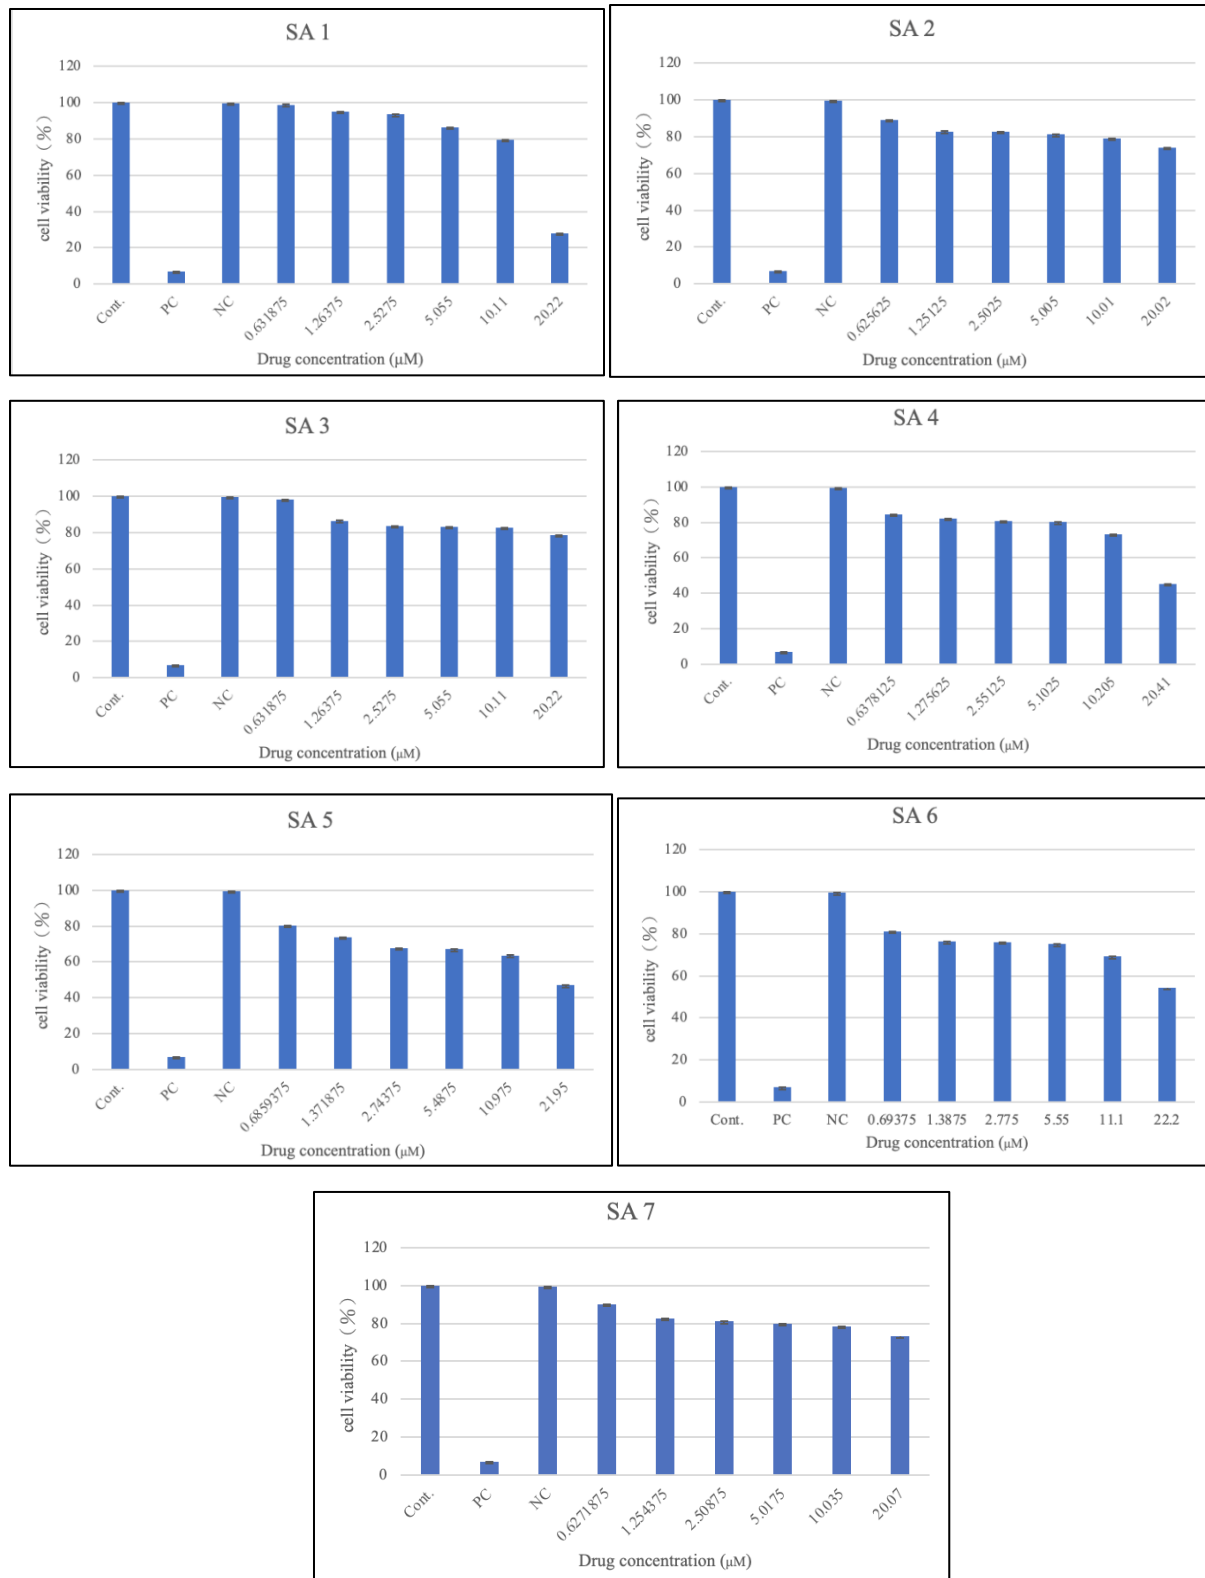 SA 1
cell viability（%）
120
100
80
60
40
20
0
Cont.
PC
NC
0.631875
1.26375
2.5275
5.055
10.11
20.22
Drug concentration (μM)
SA 2
cell viability（%）
120
100
80
60
40
20
0
Cont.
PC
NC
0.625625
1.25125
2.5025
5.005
10.01
20.02
Drug concentration (μM)
SA 3
cell viability（%）
120
100
80
60
40
20
0
Cont.
PC
NC
0.631875
1.26375
2.5275
5.055
10.11
20.22
Drug concentration (μM)
SA 4
cell viability（%）
120
100
80
60
40
20
0
Cont.
PC
NC
0.6378125
1.275625
2.55125
5.1025
10.205
20.41
Drug concentration (μM)
SA 5
cell viability（%）
120
100
80
60
40
20
0
Cont.
PC
NC
0.6859375
1.371875
2.74375
5.4875
10.975
21.95
Drug concentration (μM)
SA 6
cell viability（%）
120
100
80
60
40
20
0
Cont. PC NC 0.69375 1.3875 2.775 5.55 11.1 22.2
Drug concentration (μM)
SA 7
cell viability（%）
120
100
80
60
40
20
0
Cont.
PC
NC
0.6271875
1.254375
2.50875
5.0175
10.035
20.07
Drug concentration (μM)